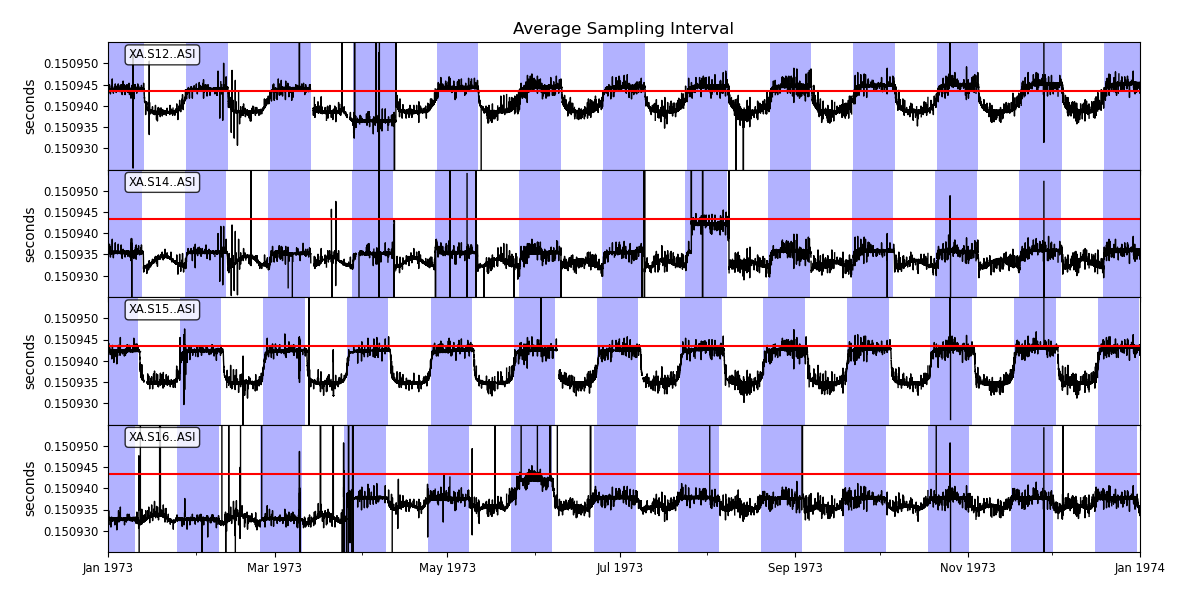 Average Sampling Interval
XA.S12..ASI
seconds
0.150950
0.150945
0.150940
0.150935
0.150930
XA.S14..ASI
seconds
0.150950
0.150945
0.150940
0.150935
0.150930
XA.S15..ASI
seconds
0.150950
0.150945
0.150940
0.150935
0.150930
XA.S16..ASI
seconds
0.150950
0.150945
0.150940
0.150935
0.150930
Jan 1973 Mar 1973 May 1973 Jul 1973 Sep 1973 Nov 1973 Jan 1974